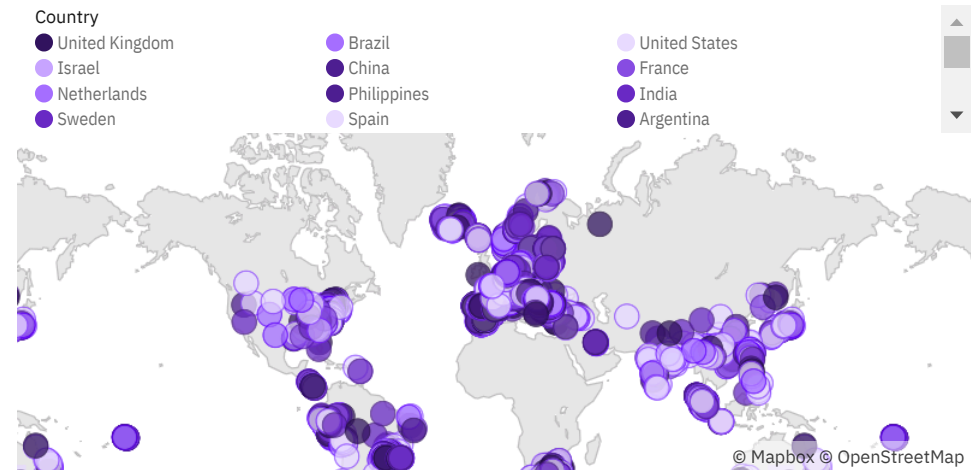 Country
United Kingdom Brazil United States
Israel China France
Netherlands Philippines India
Sweden Spain Argentina
© Mapbox © OpenStreetMap